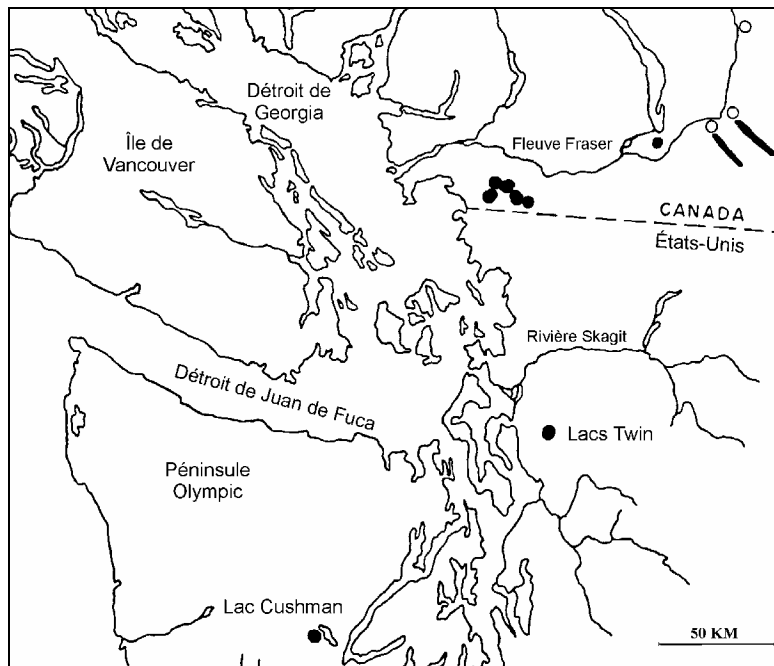 Détroit de
Georgia
Île de
Vancouver
Fleuve Fraser
CANADA
États-Unis
Rivière Skagit
Détroit de Juan de Fuca
Lacs Twin
Péninsule
Olympic
Lac Cushman
50 KM